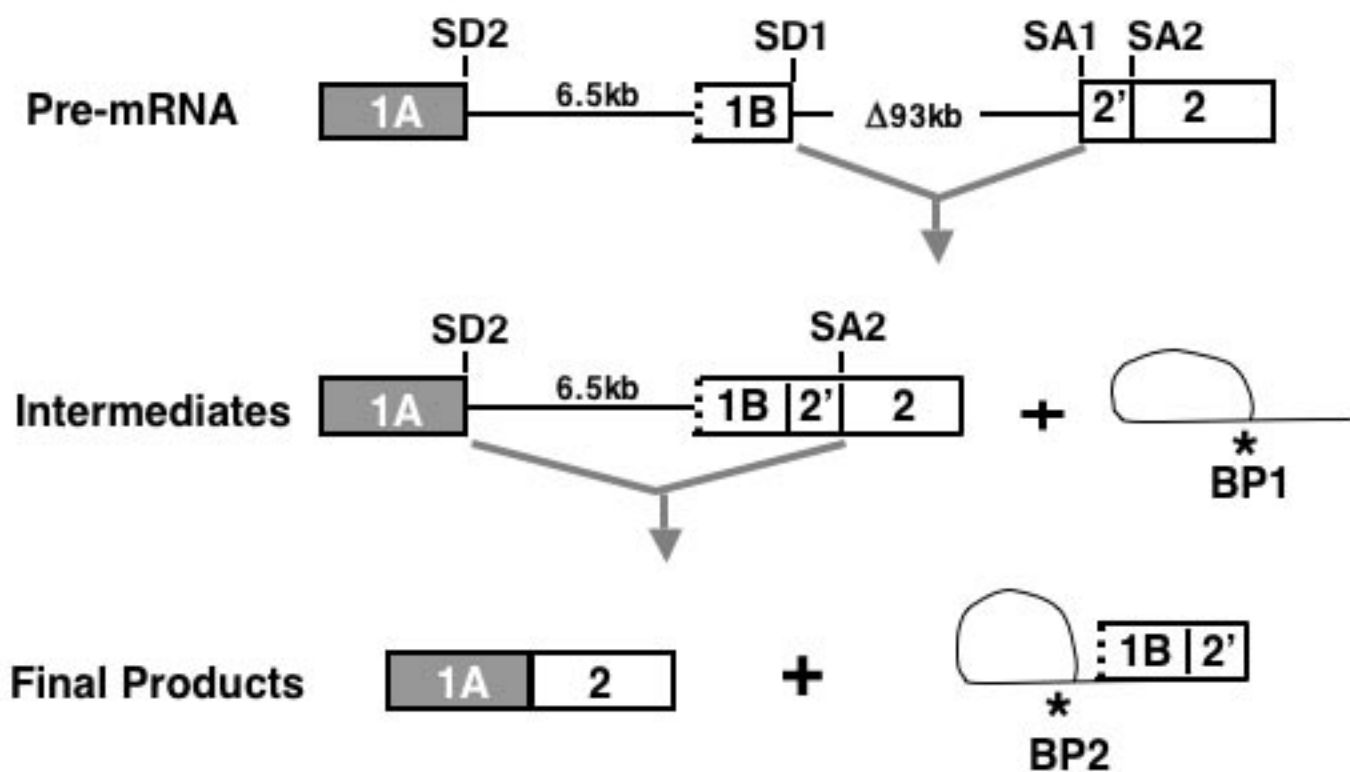 SD2 SD1 SA1 SA2
Pre-mRNA 1A 6.5kb 1B Δ93kb 2' 2
SD2 SA2
Intermediates 1A 6.5kb 1B 2' 2 + *
BP1
Final Products 1A 2 + 1B 2'
*
BP2